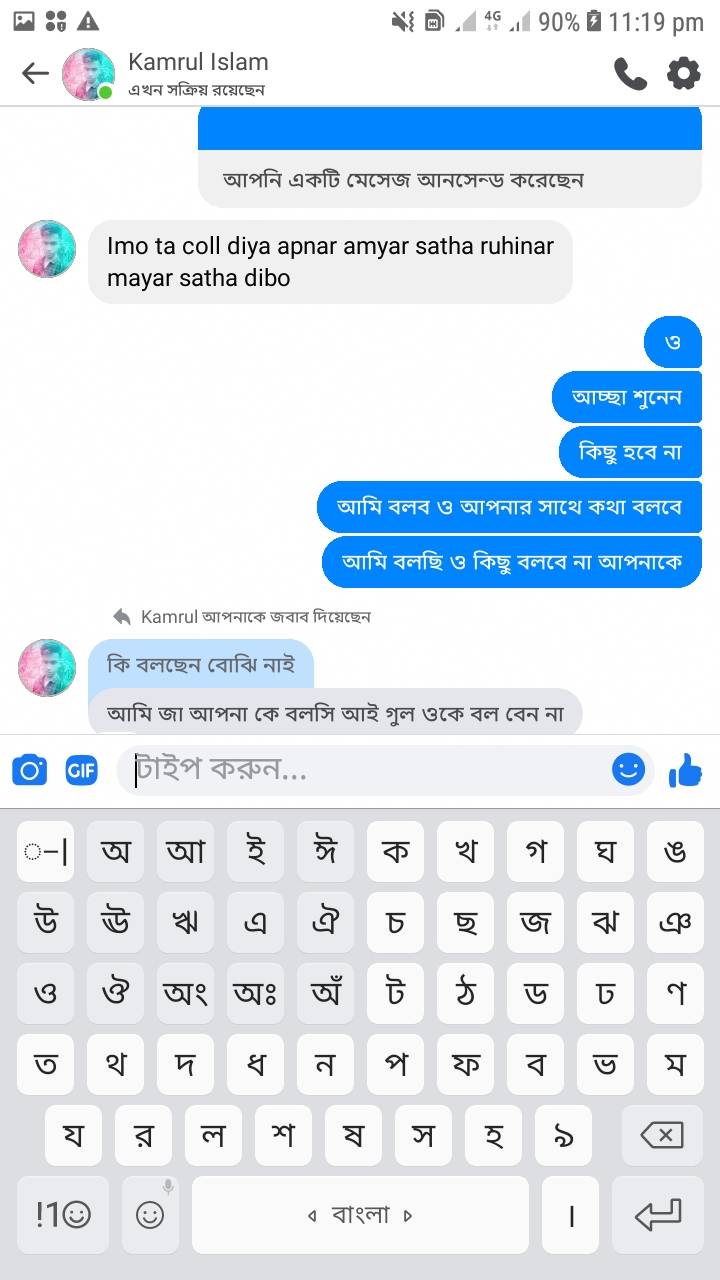 4G 90% 11:19 pm
Kamrul Islam
এখন সক্রিয় রয়েছেন
আপনি একটি মেসেজ আনসেন্ড করেছেন
Imo ta coll diya apnar amyar satha ruhinar
mayar satha dibo
ও
আচ্ছা শুনেন
কিছু হবে না
আমি বলব ও আপনার সাথে কথা বলবে
আমি বলছি ও কিছু বলবে না আপনাকে
Kamrul আপনাকে জবাব দিয়েছেন
কি বলছেন বোঝি নাই
আমি জা আপনা কে বলসি আই গুল ওকে বল বেন না
GIF টাইপ করুন...
ঃ–| অ আ ই ঈ ক খ গ ঘ ঙ
উ ঊ ঋ এ ঐ চ ছ জ ঝ ঞ
ও ঔ অং অঃ অঁ ট ঠ ড ঢ ণ
ত থ দ ধ ন প ফ ব ভ ম
য র ল শ ষ স হ ৯
!1☺ বাংলা ।